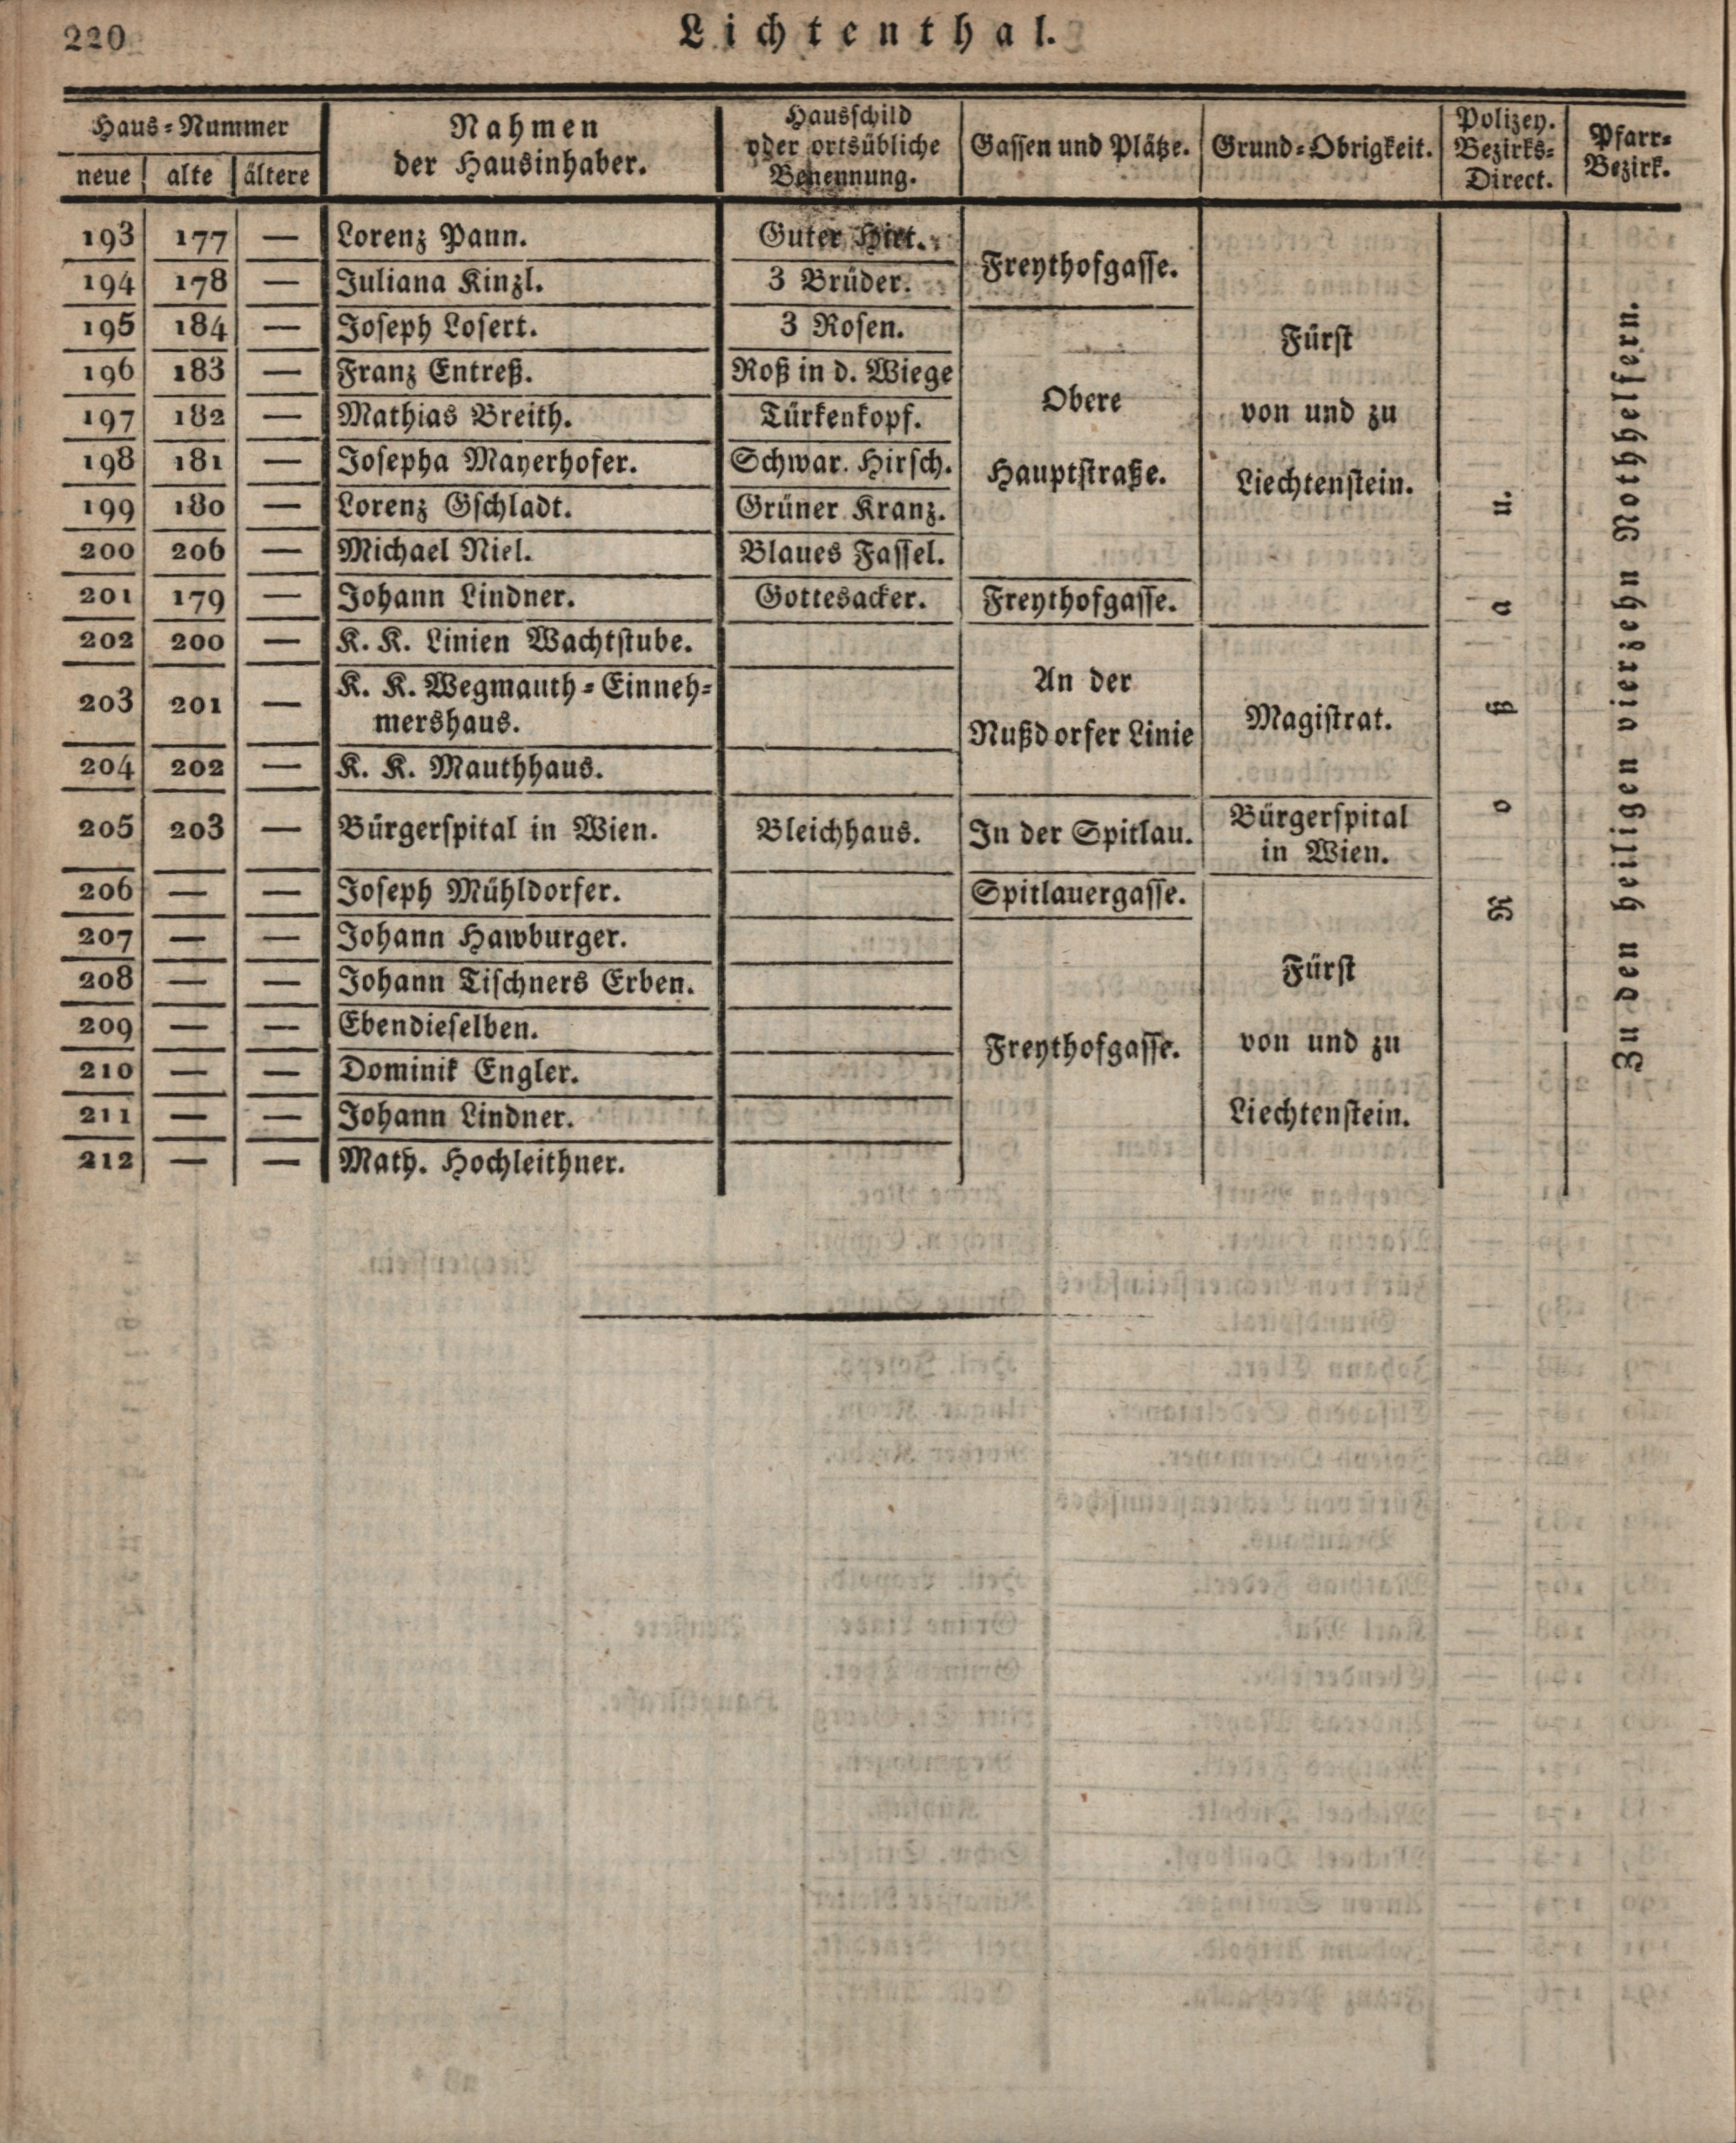 220
Lichtenthal.
Haus-Nummer
neue alte ältere
Nahmen
der Hausinhaber.
Hausschild
oder ortsübliche
Benennung.
Gassen und Plätze.
Grund-Obrigkeit.
Polizey-
Bezirks-
Direct.
Pfarr-
Bezirk.
193 177 — Lorenz Pann. Guter Hirt.
194 178 — Juliana Kinzl. 3 Brüder.
Freythofgasse.
195 184 — Joseph Losert. 3 Rosen.
196 183 — Franz Entreß. Roß in d. Wiege
197 182 — Mathias Breith. Türkenkopf.
198 181 — Josepha Mayerhofer. Schwar. Hirsch.
199 180 — Lorenz Gschladt. Grüner Kranz.
200 206 — Michael Niel. Blaues Fassel.
Obere
Hauptstraße.
201 179 — Johann Lindner. Gottesacker. Freythofgasse.
Fürst
von und zu
Liechtenstein.
202 200 — K. K. Linien Wachtstube.
203 201 — K. K. Wegmauth-Einneh-
mershaus.
204 202 — K. K. Mauthhaus.
An der
Nußdorfer Linie
Magistrat.
205 203 — Bürgerspital in Wien. Bleichhaus. In der Spitlau.
Bürgerspital
in Wien.
206 — — Joseph Mühldorfer. Spitlauergasse.
207 — — Johann Hawburger.
208 — — Johann Tischners Erben.
209 — — Ebendieselben.
210 — — Dominik Engler.
211 — — Johann Lindner.
212 — — Math. Hochleithner.
Freythofgasse.
Fürst
von und zu
Liechtenstein.
Roßau.
Zu den heiligen vierzehn Nothhelfern.